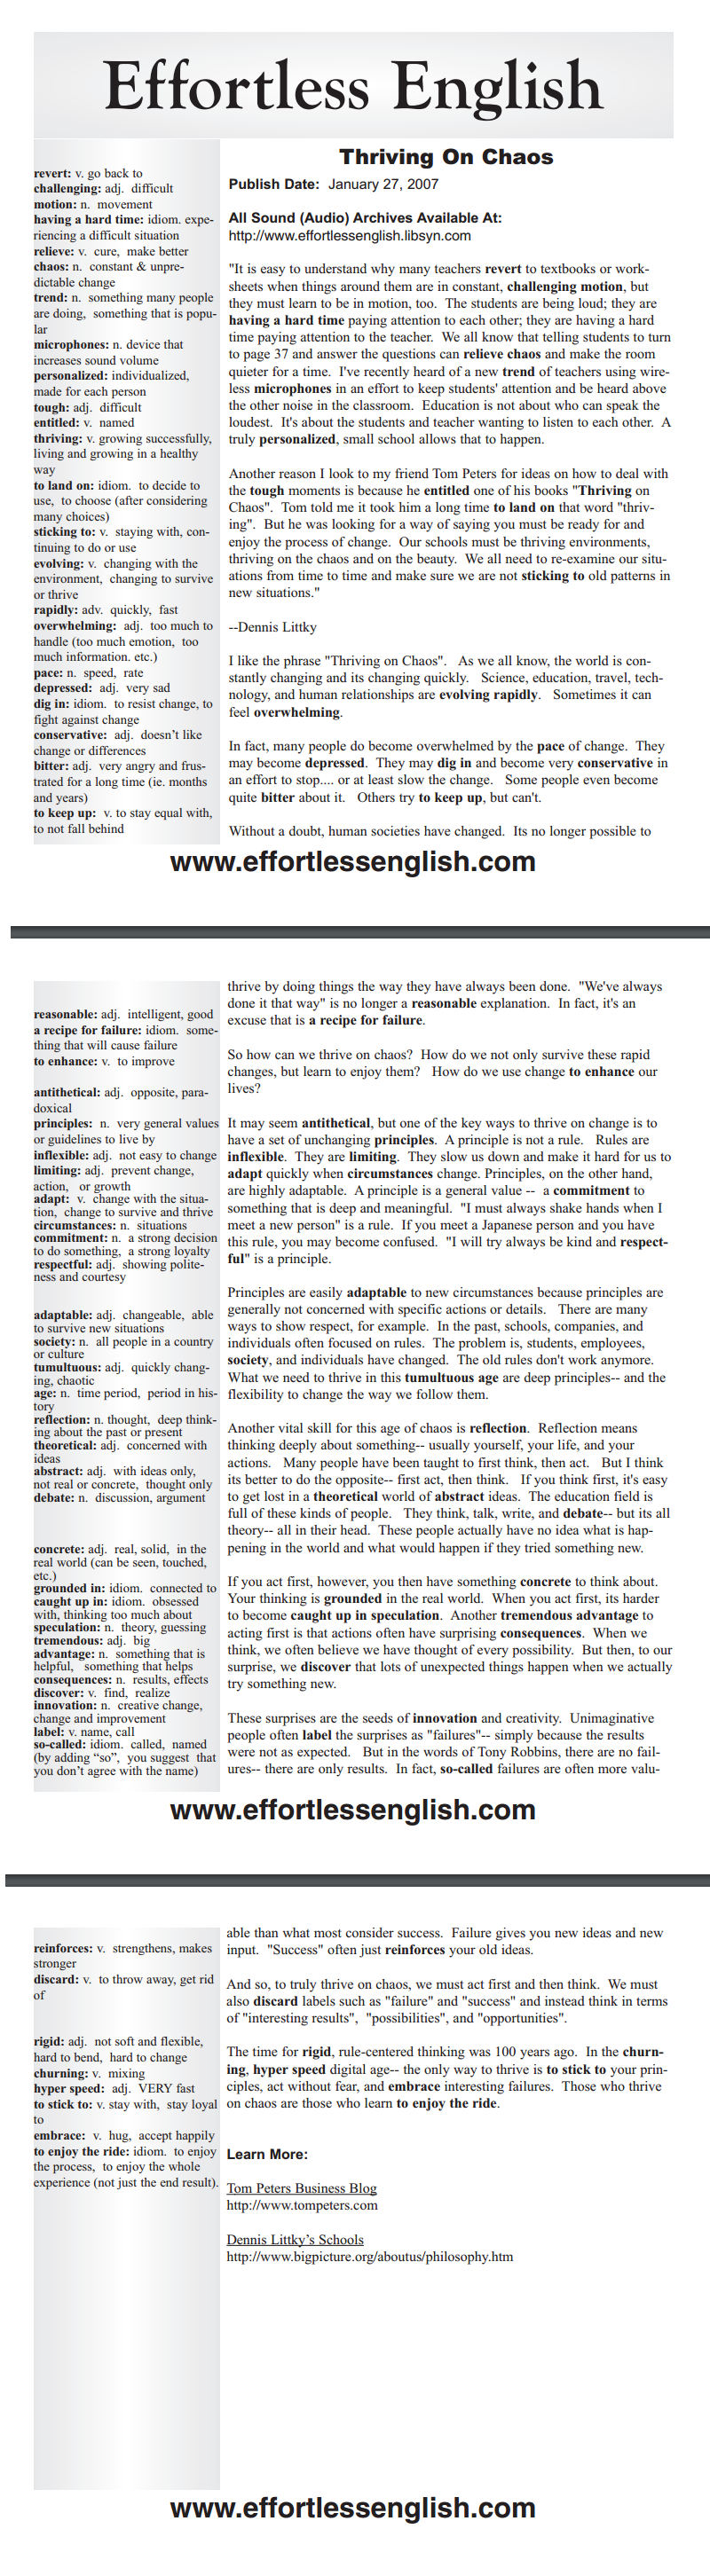 Effortless English
revert: v. go back to
challenging: adj. difficult
motion: n. movement
having a hard time: idiom. expe-
riencing a difficult situation
relieve: v. cure, make better
chaos: n. constant & unpre-
dictable change
trend: n. something many people
are doing, something that is popu-
lar
microphones: n. device that
increases sound volume
personalized: individualized,
made for each person
tough: adj. difficult
entitled: v. named
thriving: v. growing successfully,
living and growing in a healthy
way
to land on: idiom. to decide to
use, to choose (after considering
many choices)
sticking to: v. staying with, con-
tinuing to do or use
evolving: v. changing with the
environment, changing to survive
or thrive
rapidly: adv. quickly, fast
overwhelming: adj. too much to
handle (too much emotion, too
much information. etc.)
pace: n. speed, rate
depressed: adj. very sad
dig in: idiom. to resist change, to
fight against change
conservative: adj. doesn't like
change or differences
bitter: adj. very angry and frus-
trated for a long time (ie. months
and years)
to keep up: v. to stay equal with,
to not fall behind
Thriving On Chaos
Publish Date: January 27, 2007
All Sound (Audio) Archives Available At:
http://www.effortlessenglish.libsyn.com
"It is easy to understand why many teachers revert to textbooks or work-
sheets when things around them are in constant, challenging motion, but
they must learn to be in motion, too. The students are being loud; they are
having a hard time paying attention to each other; they are having a hard
time paying attention to the teacher. We all know that telling students to turn
to page 37 and answer the questions can relieve chaos and make the room
quieter for a time. I've recently heard of a new trend of teachers using wire-
less microphones in an effort to keep students' attention and be heard above
the other noise in the classroom. Education is not about who can speak the
loudest. It's about the students and teacher wanting to listen to each other. A
truly personalized, small school allows that to happen.
Another reason I look to my friend Tom Peters for ideas on how to deal with
the tough moments is because he entitled one of his books "Thriving on
Chaos". Tom told me it took him a long time to land on that word "thriv-
ing". But he was looking for a way of saying you must be ready for and
enjoy the process of change. Our schools must be thriving environments,
thriving on the chaos and on the beauty. We all need to re-examine our situ-
ations from time to time and make sure we are not sticking to old patterns in
new situations."
--Dennis Littky
I like the phrase "Thriving on Chaos". As we all know, the world is con-
stantly changing and its changing quickly. Science, education, travel, tech-
nology, and human relationships are evolving rapidly. Sometimes it can
feel overwhelming.
In fact, many people do become overwhelmed by the pace of change. They
may become depressed. They may dig in and become very conservative in
an effort to stop.... or at least slow the change. Some people even become
quite bitter about it. Others try to keep up, but can't.
Without a doubt, human societies have changed. Its no longer possible to
www.effortlessenglish.com
reasonable: adj. intelligent, good
a recipe for failure: idiom. some-
thing that will cause failure
to enhance: v. to improve
antithetical: adj. opposite, para-
doxical
principles: n. very general values
or guidelines to live by
inflexible: adj. not easy to change
limiting: adj. prevent change,
action, or growth
adapt: v. change with the situa-
tion, change to survive and thrive
circumstances: n. situations
commitment: n. a strong decision
to do something, a strong loyalty
respectful: adj. showing polite-
ness and courtesy
adaptable: adj. changeable, able
to survive new situations
society: n. all people in a country
or culture
tumultuous: adj. quickly chang-
ing, chaotic
age: n. time period, period in his-
tory
reflection: n. thought, deep think-
ing about the past or present
theoretical: adj. concerned with
ideas
abstract: adj. with ideas only,
not real or concrete, thought only
debate: n. discussion, argument
concrete: adj. real, solid, in the
real world (can be seen, touched,
etc.)
grounded in: idiom. connected to
caught up in: idiom. obsessed
with, thinking too much about
speculation: n. theory, guessing
tremendous: adj. big
advantage: n. something that is
helpful, something that helps
consequences: n. results, effects
discover: v. find, realize
innovation: n. creative change,
change and improvement
label: v. name, call
so-called: idiom. called, named
(by adding "so", you suggest that
you don't agree with the name)
thrive by doing things the way they have always been done. "We've always
done it that way" is no longer a reasonable explanation. In fact, it's an
excuse that is a recipe for failure.
So how can we thrive on chaos? How do we not only survive these rapid
changes, but learn to enjoy them? How do we use change to enhance our
lives?
It may seem antithetical, but one of the key ways to thrive on change is to
have a set of unchanging principles. A principle is not a rule. Rules are
inflexible. They are limiting. They slow us down and make it hard for us to
adapt quickly when circumstances change. Principles, on the other hand,
are highly adaptable. A principle is a general value -- a commitment to
something that is deep and meaningful. "I must always shake hands when I
meet a new person" is a rule. If you meet a Japanese person and you have
this rule, you may become confused. "I will try always be kind and respect-
ful" is a principle.
Principles are easily adaptable to new circumstances because principles are
generally not concerned with specific actions or details. There are many
ways to show respect, for example. In the past, schools, companies, and
individuals often focused on rules. The problem is, students, employees,
society, and individuals have changed. The old rules don't work anymore.
What we need to thrive in this tumultuous age are deep principles-- and the
flexibility to change the way we follow them.
Another vital skill for this age of chaos is reflection. Reflection means
thinking deeply about something-- usually yourself, your life, and your
actions. Many people have been taught to first think, then act. But I think
its better to do the opposite-- first act, then think. If you think first, it's easy
to get lost in a theoretical world of abstract ideas. The education field is
full of these kinds of people. They think, talk, write, and debate-- but its all
theory-- all in their head. These people actually have no idea what is hap-
pening in the world and what would happen if they tried something new.
If you act first, however, you then have something concrete to think about.
Your thinking is grounded in the real world. When you act first, its harder
to become caught up in speculation. Another tremendous advantage to
acting first is that actions often have surprising consequences. When we
think, we often believe we have thought of every possibility. But then, to our
surprise, we discover that lots of unexpected things happen when we actually
try something new.
These surprises are the seeds of innovation and creativity. Unimaginative
people often label the surprises as "failures"-- simply because the results
were not as expected. But in the words of Tony Robbins, there are no fail-
ures-- there are only results. In fact, so-called failures are often more valu-
www.effortlessenglish.com
reinforces: v. strengthens, makes
stronger
discard: v. to throw away, get rid
of
rigid: adj. not soft and flexible,
hard to bend, hard to change
churning: v. mixing
hyper speed: adj. VERY fast
to stick to: v. stay with, stay loyal
to
embrace: v. hug, accept happily
to enjoy the ride: idiom. to enjoy
the process, to enjoy the whole
experience (not just the end result).
able than what most consider success. Failure gives you new ideas and new
input. "Success" often just reinforces your old ideas.
And so, to truly thrive on chaos, we must act first and then think. We must
also discard labels such as "failure" and "success" and instead think in terms
of "interesting results", "possibilities", and "opportunities".
The time for rigid, rule-centered thinking was 100 years ago. In the churn-
ing, hyper speed digital age-- the only way to thrive is to stick to your prin-
ciples, act without fear, and embrace interesting failures. Those who thrive
on chaos are those who learn to enjoy the ride.
Learn More:
Tom Peters Business Blog
http://www.tompeters.com
Dennis Littky's Schools
http://www.bigpicture.org/aboutus/philosophy.htm
www.effortlessenglish.com